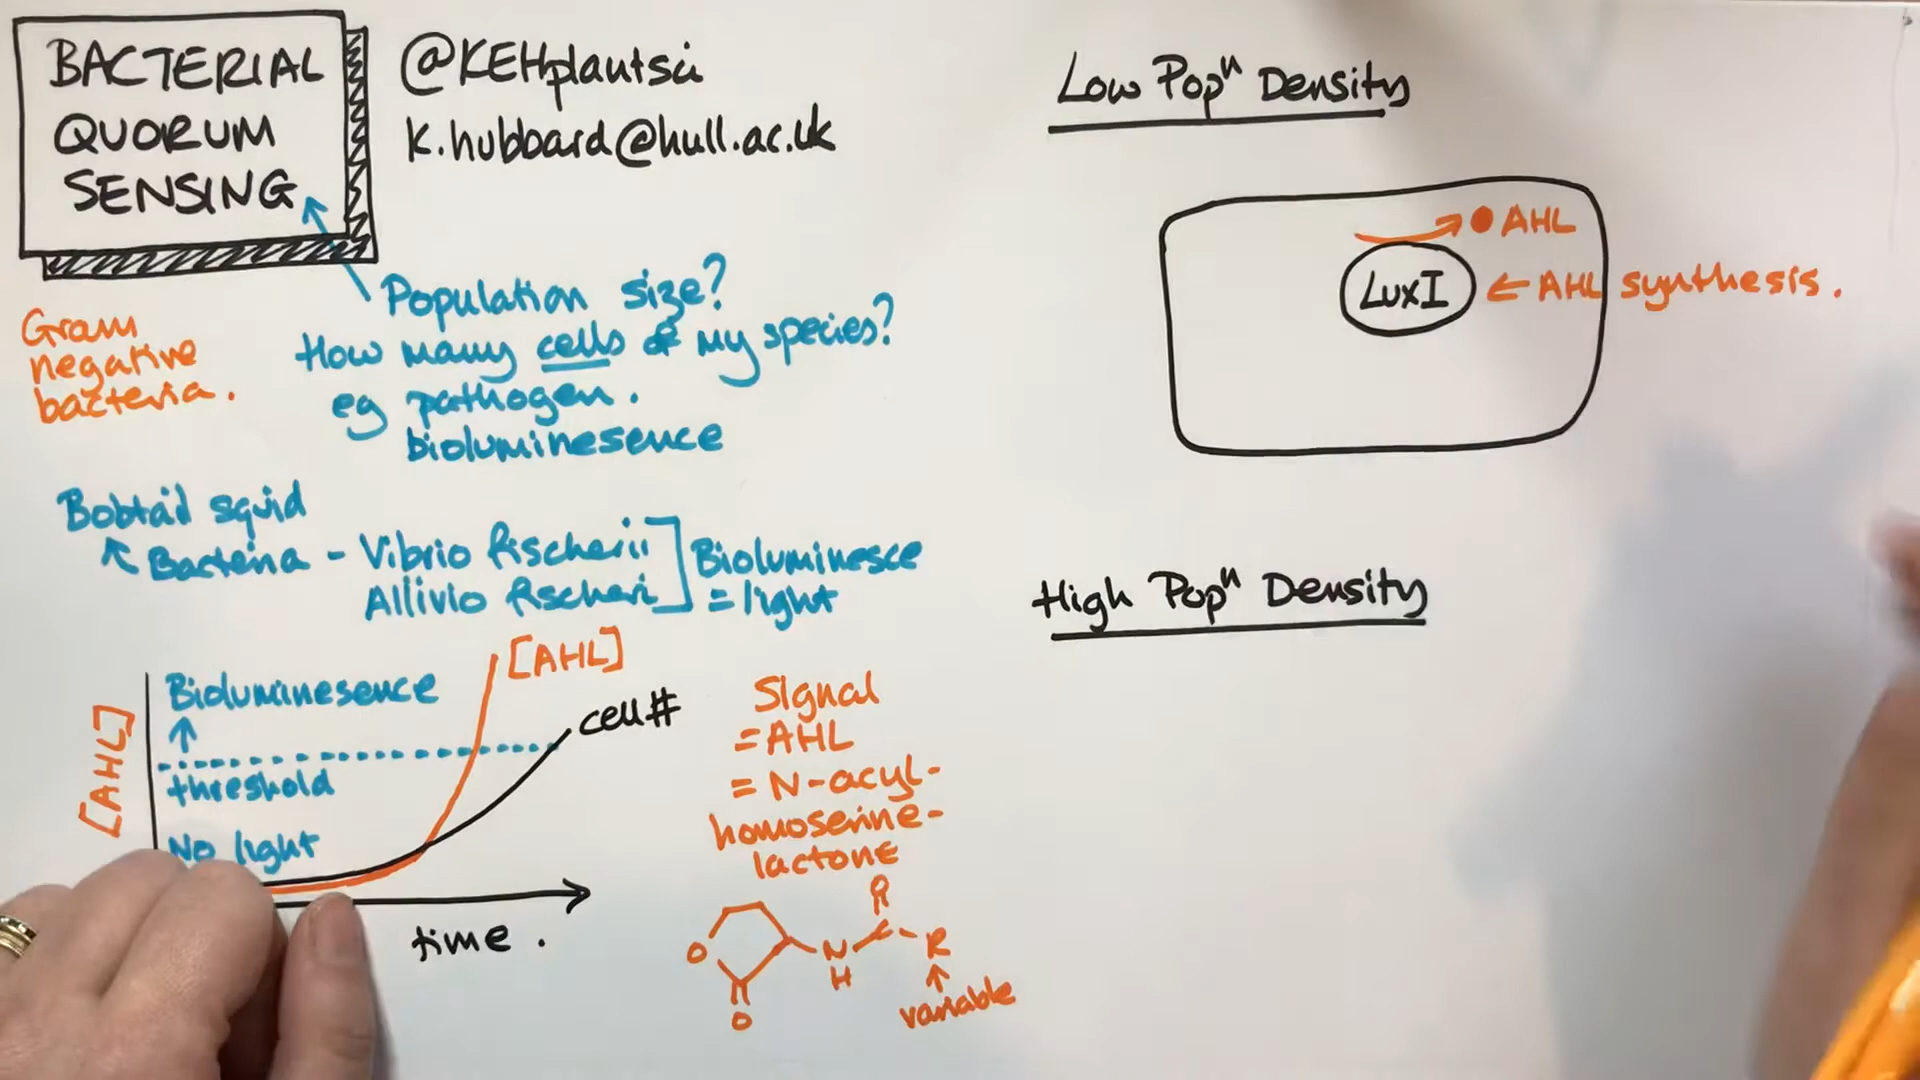 BACTERIAL
QUORUM
SENSING
@KEHplantsci
k.hubbard@hull.ac.uk
Gram
negative
bacteria.
Population size?
How many cells of my species?
eg pathogen.
bioluminesence
Bobtail squid
Bacteria - Vibrio fischerii
Allivio fischeri
Bioluminesce
= light
[AHL]
Bioluminesence
threshold
No light
[AHL]
cell#
time.
Signal
= AHL
= N-acyl-
homoserine-
lactone
O
O
N
H
O
C
R
variable
Low Popⁿ Density
AHL
LuxI
← AHL synthesis.
High Popⁿ Density